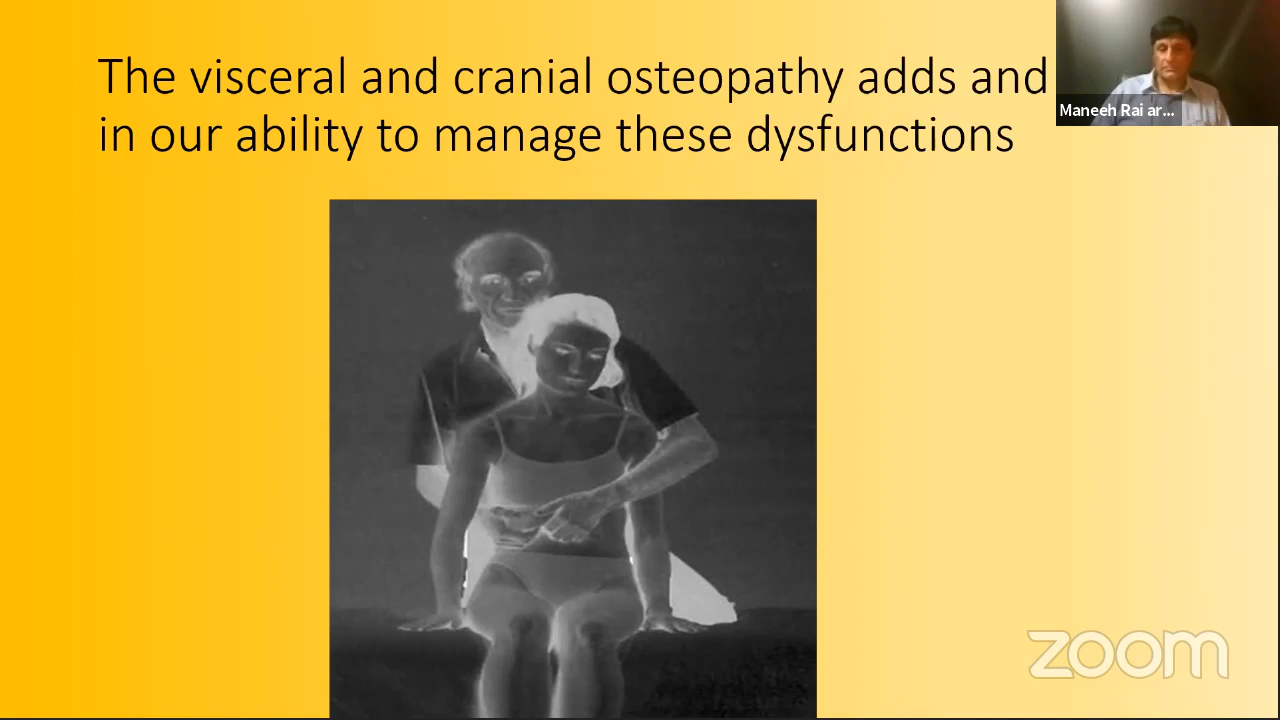 The visceral and cranial osteopathy adds and
in our ability to manage these dysfunctions
Maneeh Rai ar...
zoom